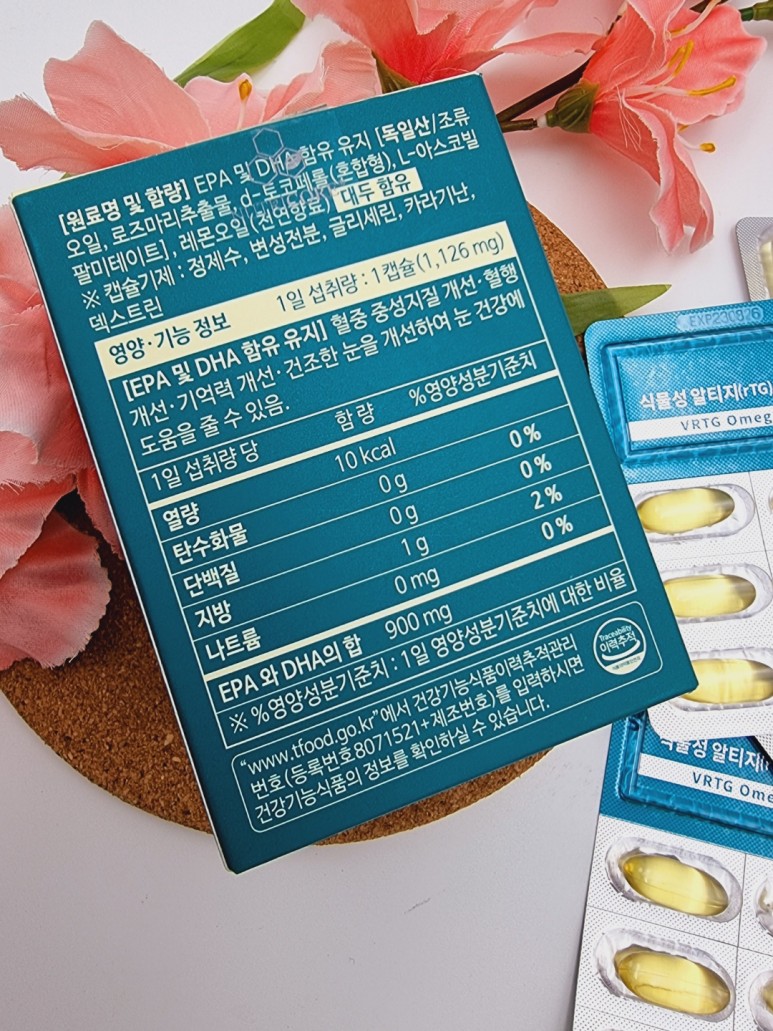 [원료명 및 함량] EPA 및 DHA 함유 유지 [독일산/조류
오일, 로즈마리추출물, d-토코페롤(혼합형), L-아스코빌
팔미테이트], 레몬오일(천연향료) 대두 함유
※ 캡슐기제 : 정제수, 변성전분, 글리세린, 카라기난,
덱스트린
영양·기능 정보 1일 섭취량 : 1캡슐(1,126 mg)
[EPA 및 DHA 함유 유지] 혈중 중성지질 개선·혈행
개선·기억력 개선·건조한 눈을 개선하여 눈 건강에
도움을 줄 수 있음.
1일 섭취량 당 함량 %영양성분기준치
열량 10 kcal
탄수화물 0 g 0 %
단백질 0 g 0 %
지방 1 g 2 %
나트륨 0 mg 0 %
EPA 와 DHA의 합 900 mg
※ %영양성분기준치 : 1일 영양성분기준치에 대한 비율
"www.tfood.go.kr"에서 건강기능식품이력추적관리
번호(등록번호8071521+제조번호)를 입력하시면
건강기능식품의 정보를 확인하실 수 있습니다.
Traceability
이력추적
EXP230926
식물성 알티지(rTG)
VRTG Omeg
식물성 알티지(
VRTG Ome